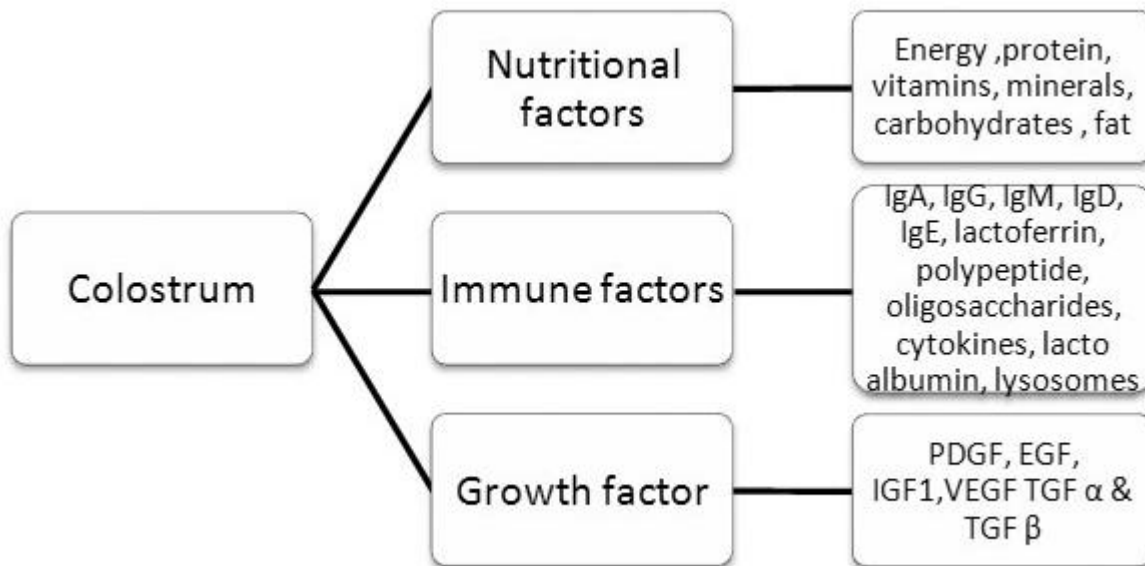 Colostrum
Nutritional
factors
Energy ,protein,
vitamins, minerals,
carbohydrates , fat
Immune factors
IgA, IgG, IgM, IgD,
IgE, lactoferrin,
polypeptide,
oligosaccharides,
cytokines, lacto
albumin, lysosomes
Growth factor
PDGF, EGF,
IGF1,VEGF TGF α &
TGF β